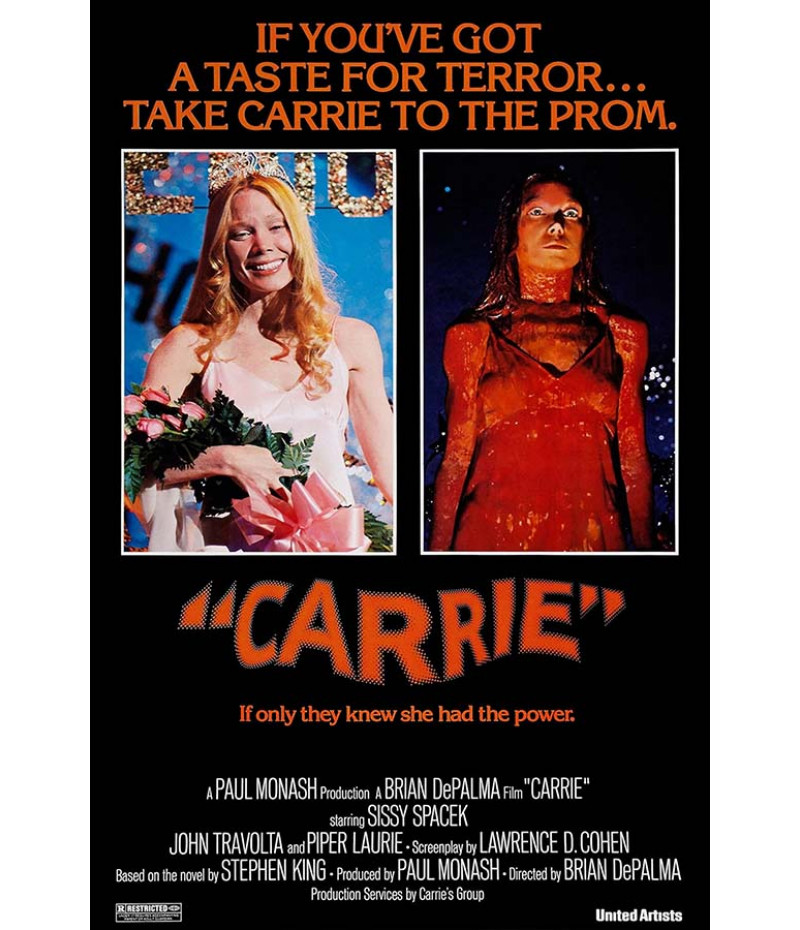 IF YOU'VE GOT
A TASTE FOR TERROR...
TAKE CARRIE TO THE PROM.
"CARRIE"
If only they knew she had the power.
A PAUL MONASH Production A BRIAN DePALMA Film "CARRIE"
starring SISSY SPACEK
JOHN TRAVOLTA and PIPER LAURIE · Screenplay by LAWRENCE D. COHEN
Based on the novel by STEPHEN KING · Produced by PAUL MONASH · Directed by BRIAN DePALMA
Production Services by Carrie's Group
R RESTRICTED
United Artists